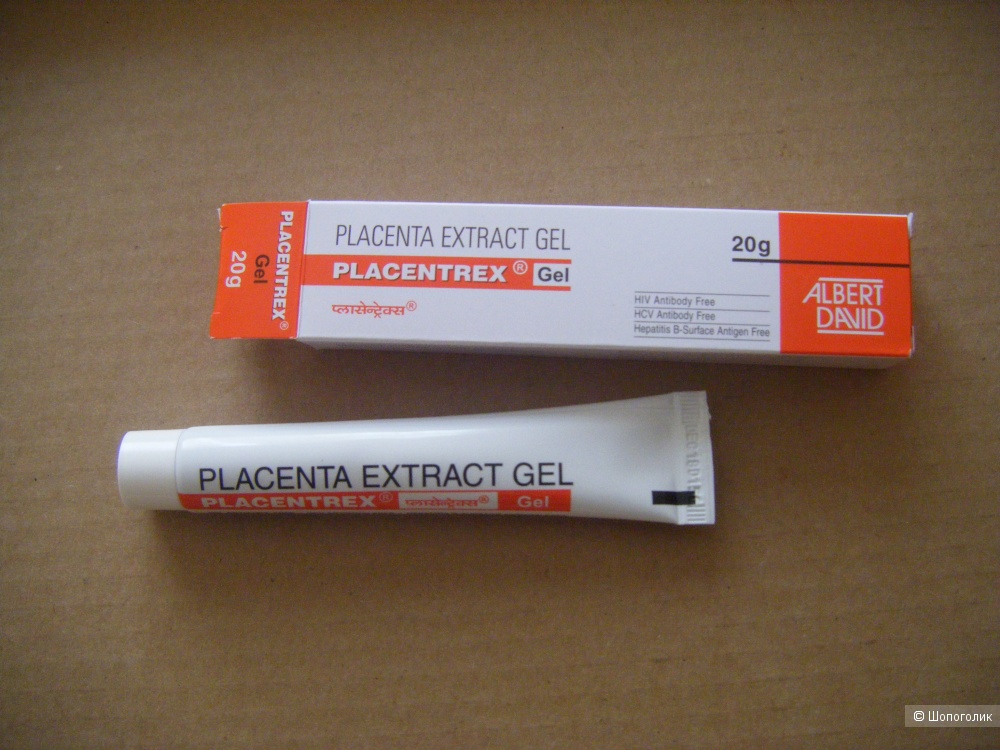 PLACENTREX®
Gel
20g
PLACENTA EXTRACT GEL
PLACENTREX® Gel
प्लासेन्ट्रेक्स®
20g
HIV Antibody Free
HCV Antibody Free
Hepatitis B-Surface Antigen Free
ALBERT
DAVID
PLACENTA EXTRACT GEL
PLACENTREX® प्लासेन्ट्रेक्स® Gel
© Шопоголик